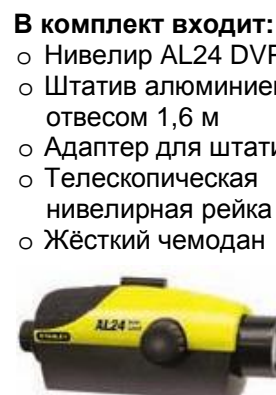 В комплект входит:
o Нивелир AL24 DVP
o Штатив алюминиев
отвесом 1,6 м
o Адаптер для штати
o Телескопическая
нивелирная рейка
o Жёсткий чемодан
STANLEY
AL24